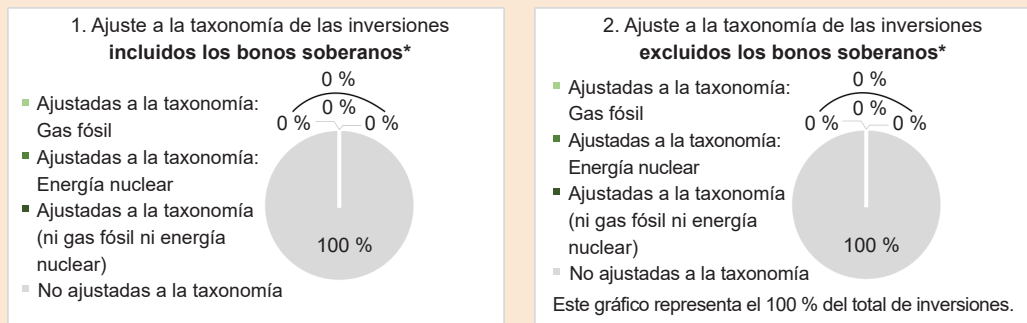 1. Ajuste a la taxonomía de las inversiones
incluidos los bonos soberanos*
0 %
0 %
0 %
0 %
Ajustadas a la taxonomía:
Gas fósil
Ajustadas a la taxonomía:
Energía nuclear
Ajustadas a la taxonomía
(ni gas fósil ni energía
nuclear)
100 %
No ajustadas a la taxonomía
2. Ajuste a la taxonomía de las inversiones
excluidos los bonos soberanos*
0 %
0 %
0 %
0 %
Ajustadas a la taxonomía:
Gas fósil
Ajustadas a la taxonomía:
Energía nuclear
Ajustadas a la taxonomía
(ni gas fósil ni energía
nuclear)
100 %
No ajustadas a la taxonomía
Este gráfico representa el 100 % del total de inversiones.